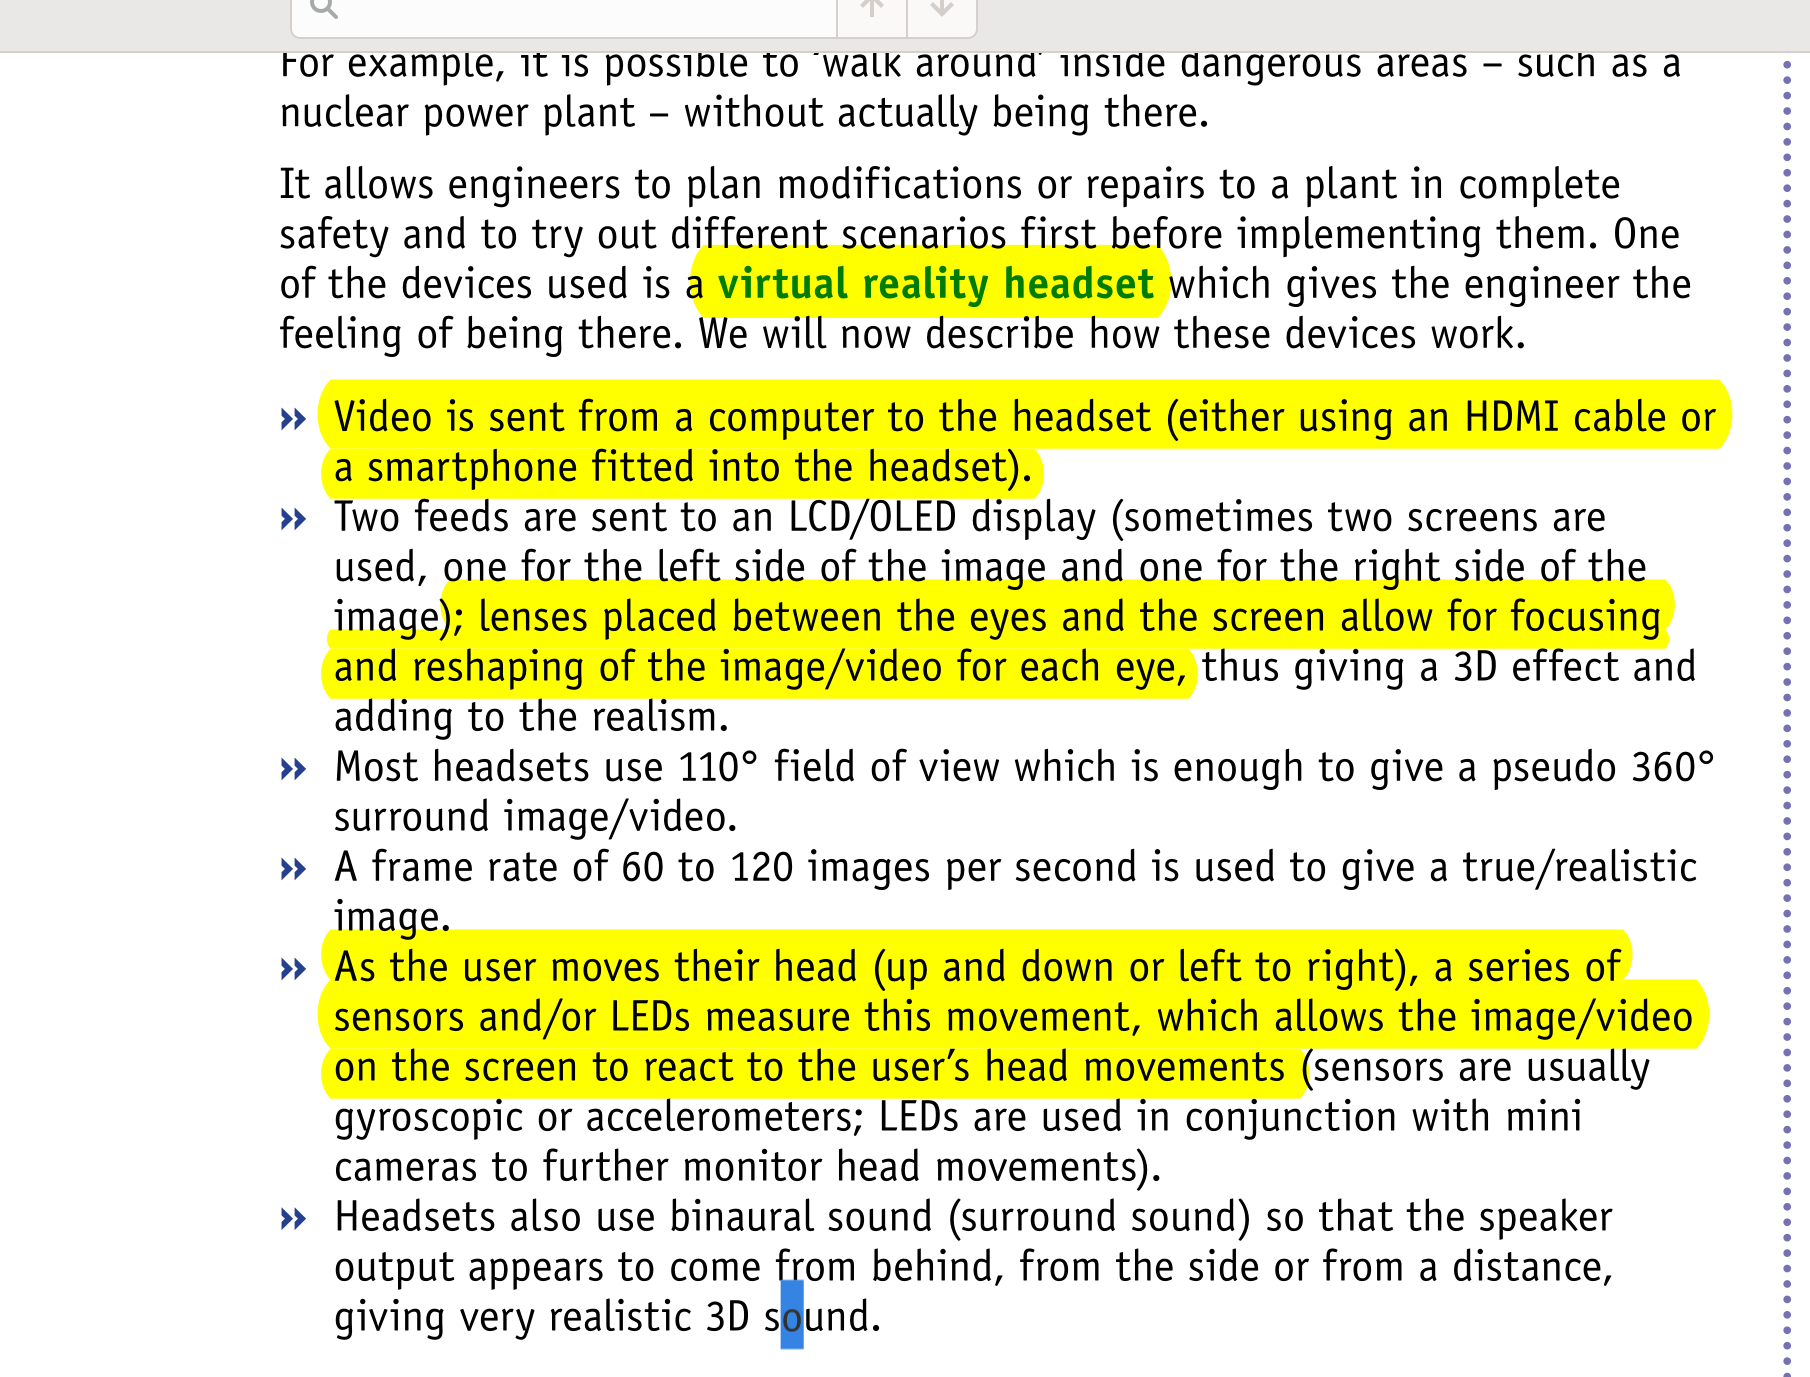 For example, it is possible to ‘walk around’ inside dangerous areas – such as a
nuclear power plant – without actually being there.
It allows engineers to plan modifications or repairs to a plant in complete
safety and to try out different scenarios first before implementing them. One
of the devices used is a virtual reality headset which gives the engineer the
feeling of being there. We will now describe how these devices work.
» Video is sent from a computer to the headset (either using an HDMI cable or
a smartphone fitted into the headset).
» Two feeds are sent to an LCD/OLED display (sometimes two screens are
used, one for the left side of the image and one for the right side of the
image); lenses placed between the eyes and the screen allow for focusing
and reshaping of the image/video for each eye, thus giving a 3D effect and
adding to the realism.
» Most headsets use 110° field of view which is enough to give a pseudo 360°
surround image/video.
» A frame rate of 60 to 120 images per second is used to give a true/realistic
image.
» As the user moves their head (up and down or left to right), a series of
sensors and/or LEDs measure this movement, which allows the image/video
on the screen to react to the user’s head movements (sensors are usually
gyroscopic or accelerometers; LEDs are used in conjunction with mini
cameras to further monitor head movements).
» Headsets also use binaural sound (surround sound) so that the speaker
output appears to come from behind, from the side or from a distance,
giving very realistic 3D sound.